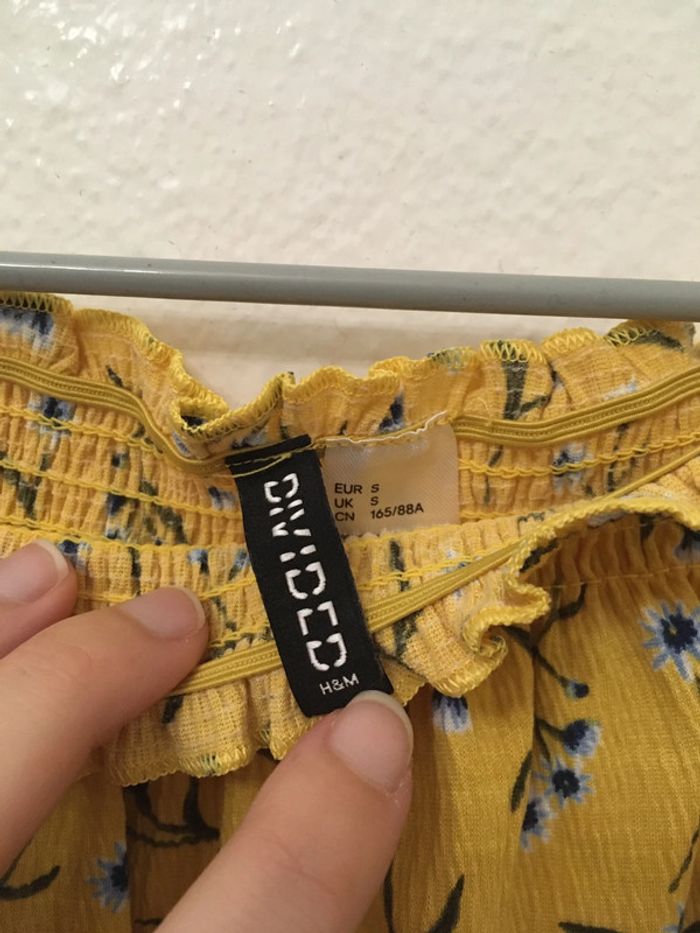 DIVIDED
H&M
EUR S
UK S
CN 165/88A